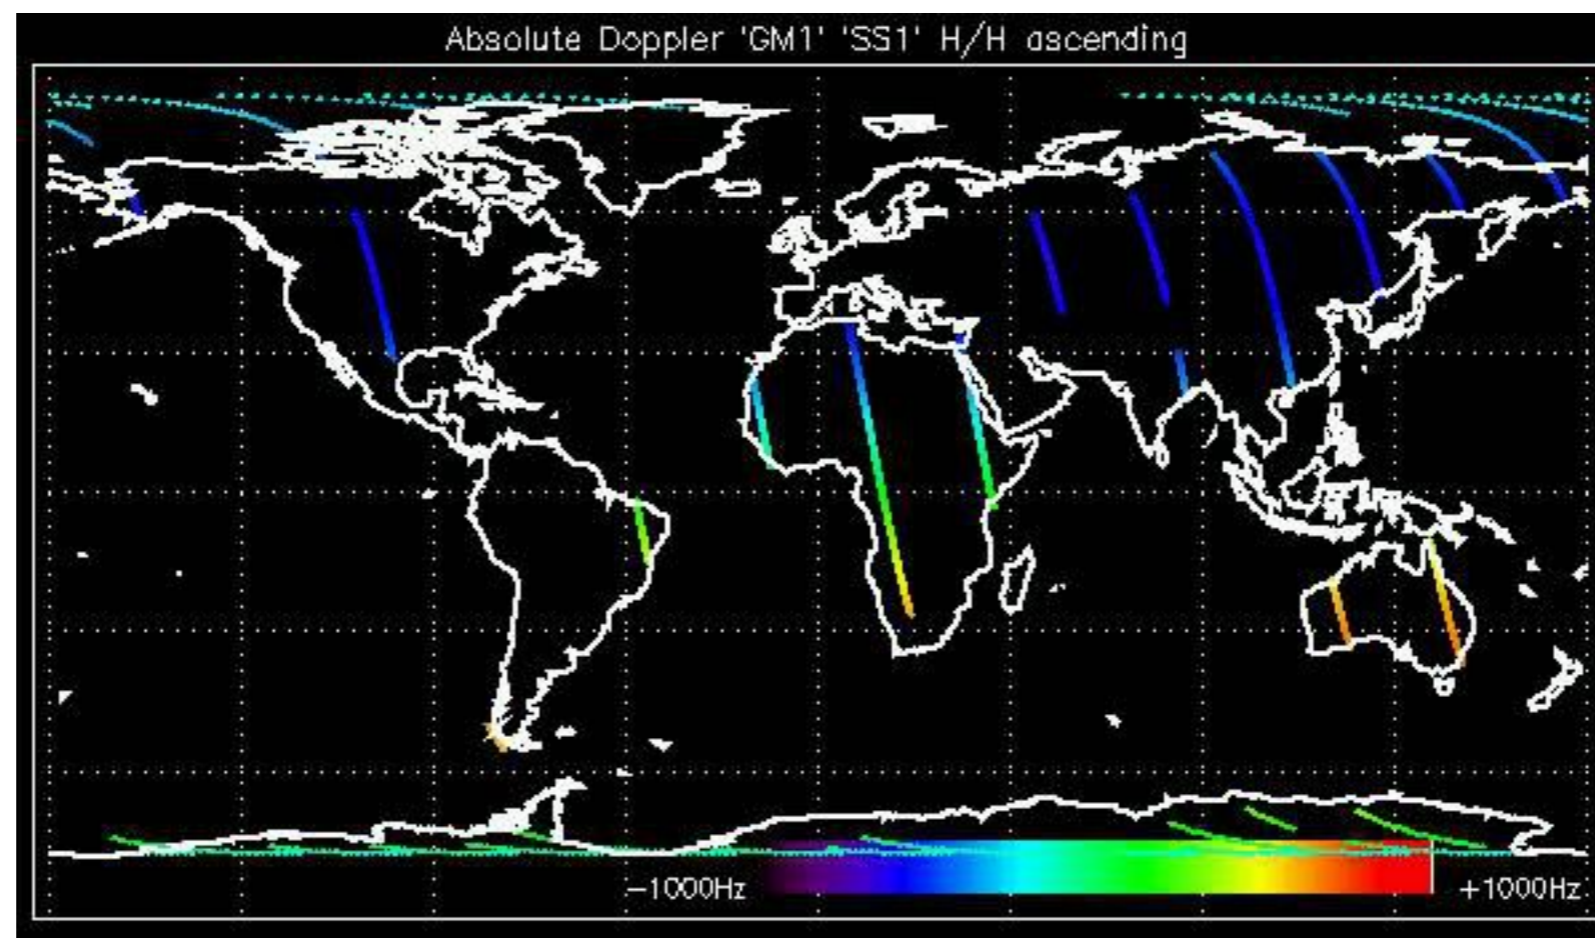 Absolute Doppler 'GM1' 'SS1' H/H ascending
−1000Hz
+1000Hz